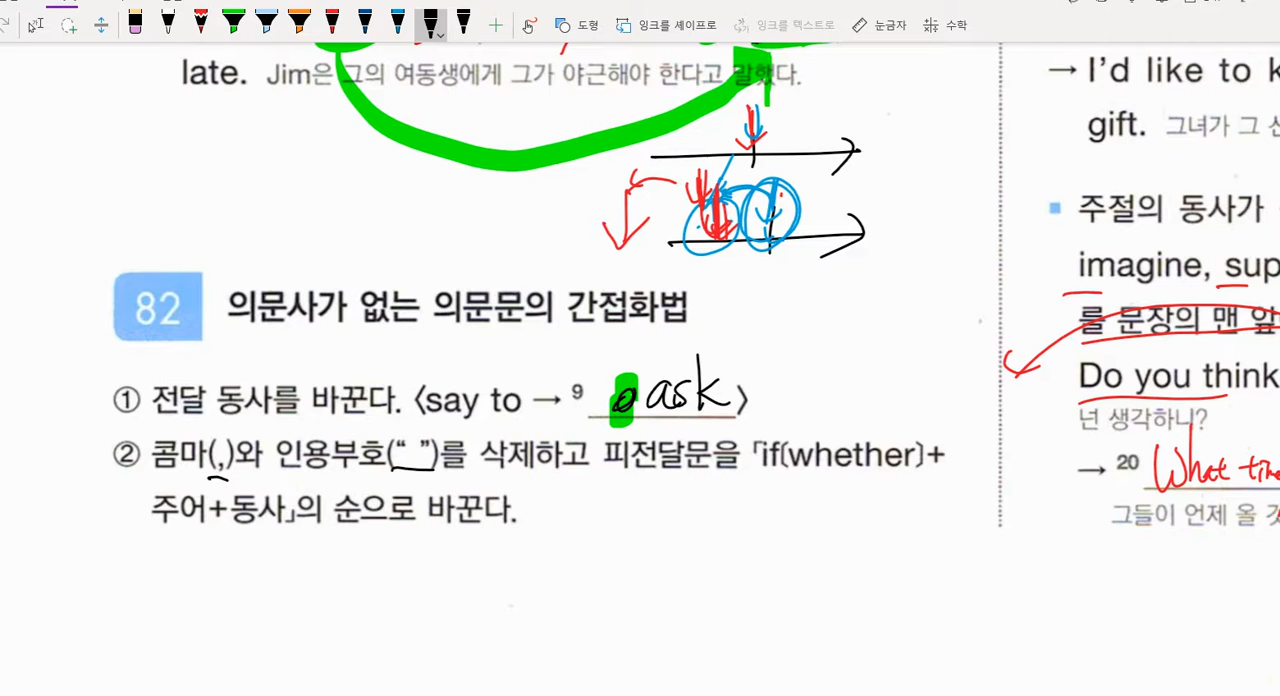 도형
잉크를 셰이프로
잉크를 텍스트로
눈금자
수학
late. Jim은 그의 여동생에게 그가 야근해야 한다고 말했다.
82 의문사가 없는 의문문의 간접화법
① 전달 동사를 바꾼다. 〈say to → 9 ask〉
② 콤마(,)와 인용부호(“ ”)를 삭제하고 피전달문을 「if(whether)+
주어+동사」의 순으로 바꾼다.
→ I’d like to k
gift. 그녀가 그 선
■ 주절의 동사가
imagine, sup
를 문장의 맨 앞
Do you think
넌 생각하니?
→ 20 What time
그들이 언제 올 것